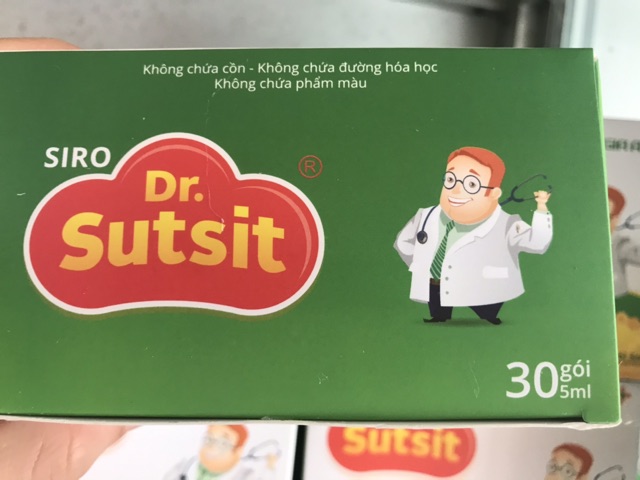 Không chứa cồn - Không chứa đường hóa học
Không chứa phẩm màu
SIRO
®
Dr.
Sutsit
30 gói
5ml
Sutsit